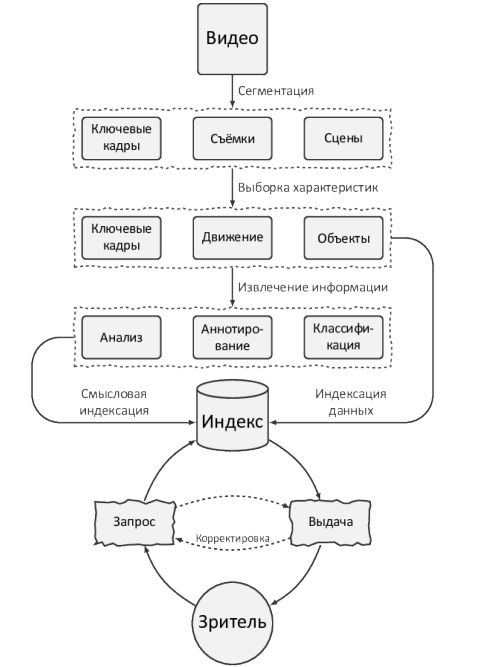 Видео
Сегментация
Ключевые
кадры
Съёмки
Сцены
Выборка характеристик
Ключевые
кадры
Движение
Объекты
Извлечение информации
Анализ
Аннотиро-
вание
Классифи-
кация
Смысловая
индексация
Индекс
Индексация
данных
Запрос
Корректировка
Выдача
Зритель